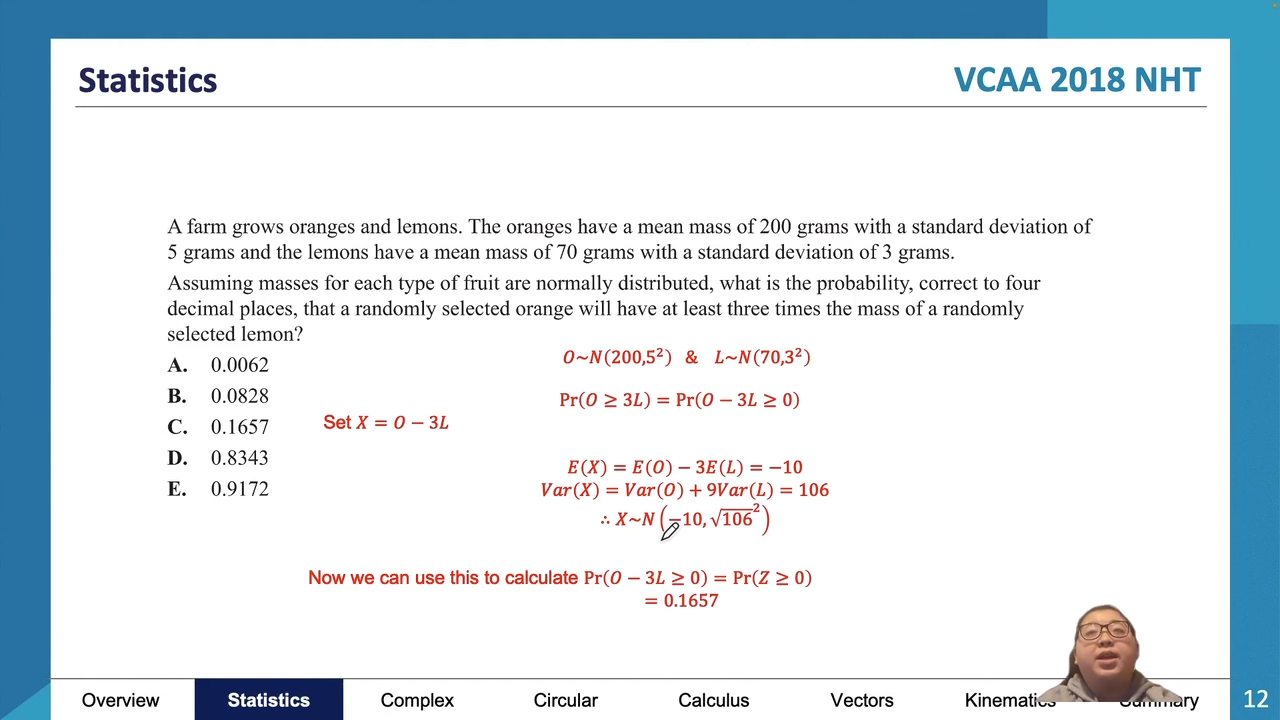 Statistics
VCAA 2018 NHT
A farm grows oranges and lemons. The oranges have a mean mass of 200 grams with a standard deviation of
5 grams and the lemons have a mean mass of 70 grams with a standard deviation of 3 grams.
Assuming masses for each type of fruit are normally distributed, what is the probability, correct to four
decimal places, that a randomly selected orange will have at least three times the mass of a randomly
selected lemon?
A. 0.0062
B. 0.0828
C. 0.1657
D. 0.8343
E. 0.9172
O~N(200,5²) & L~N(70,3²)
Pr(O ≥ 3L) = Pr(O − 3L ≥ 0)
Set X = O − 3L
E(X) = E(O) − 3E(L) = −10
Var(X) = Var(O) + 9Var(L) = 106
∴ X~N(−10, √106²)
Now we can use this to calculate Pr(O − 3L ≥ 0) = Pr(Z ≥ 0)
= 0.1657
Overview Statistics Complex Circular Calculus Vectors Kinematics Summary 12